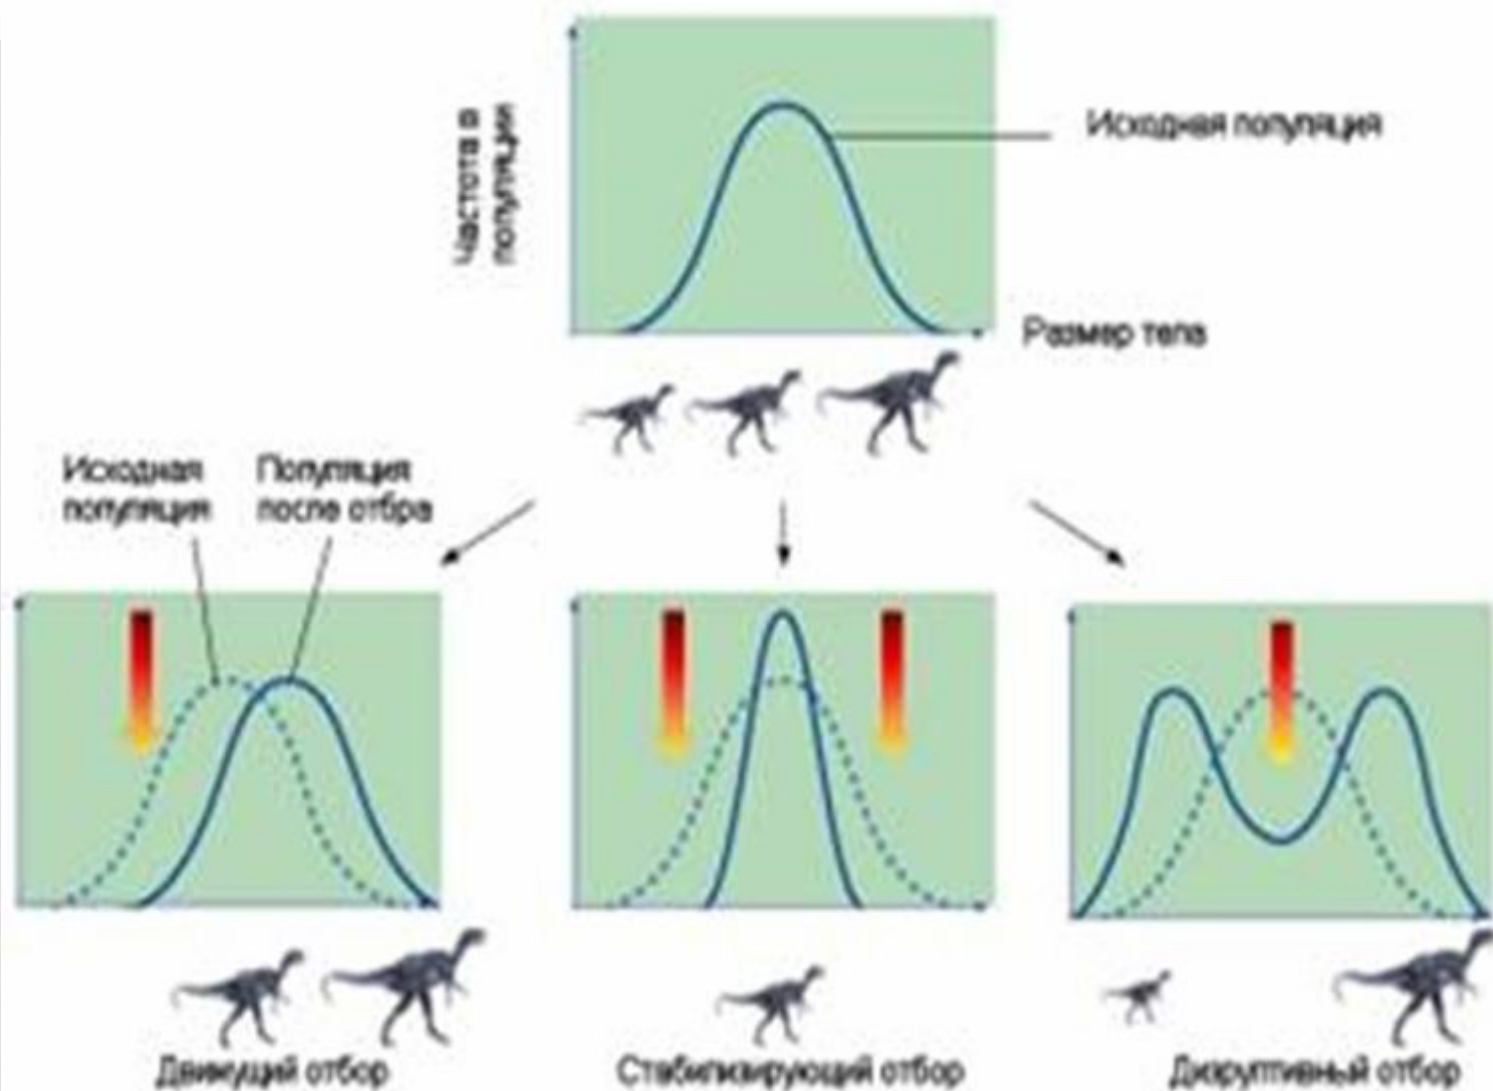 Частота в
популяции
Исходная популяция
Размер тела
Исходная
популяция
Популяция
после отбра
Движущий отбор
Стабилизирующий отбор
Дизруптивный отбор